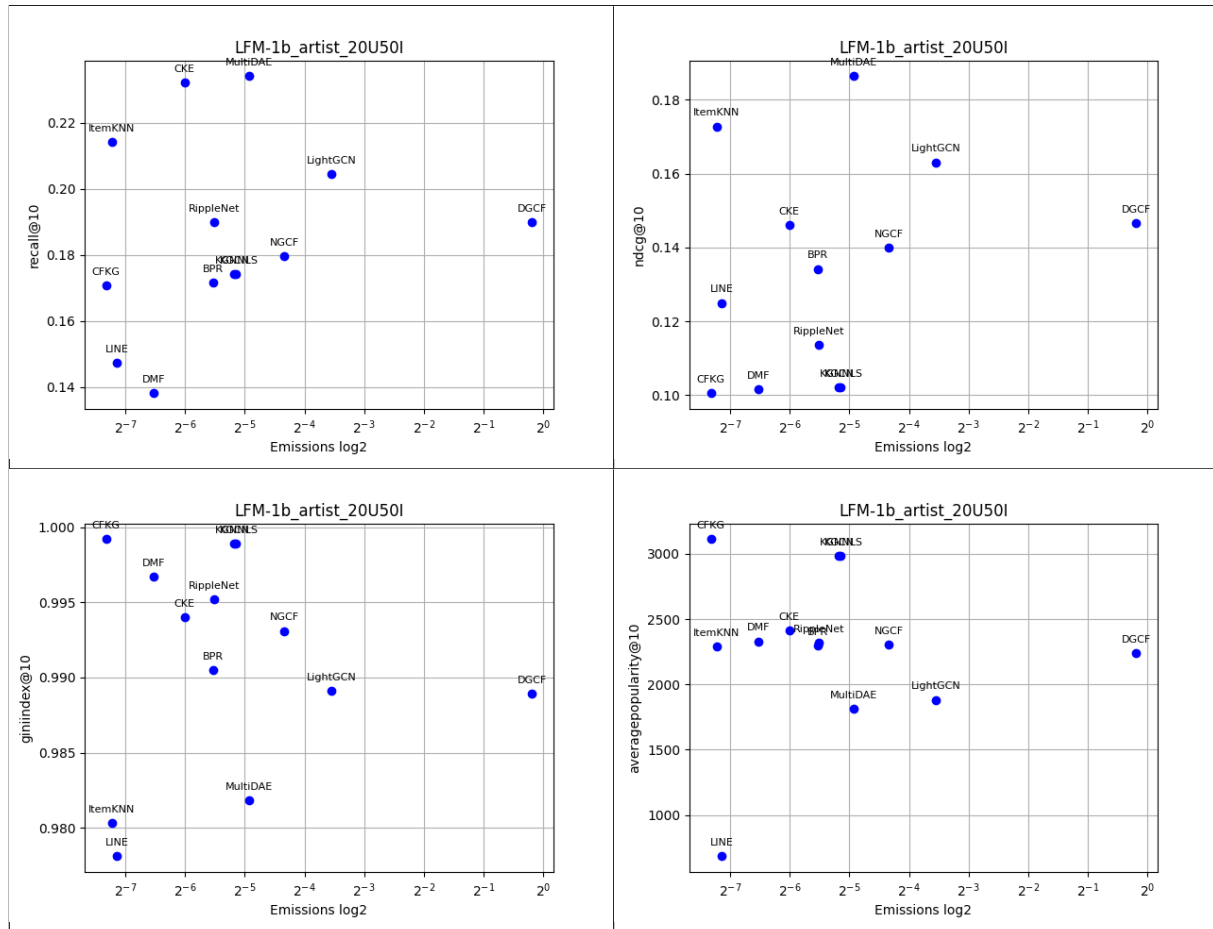 LFM-1b_artist_20U50I
MultiDAE
CKE
0.22
ItemKNN
LightGCN
0.20
RippleNet
DGCF
recall@10
NGCF
0.18
BPR
CFKG
0.16
LINE
DMF
0.14
2⁻⁷ 2⁻⁶ 2⁻⁵ 2⁻⁴ 2⁻³ 2⁻² 2⁻¹ 2⁰
Emissions log2
LFM-1b_artist_20U50I
MultiDAE
0.18
ItemKNN
LightGCN
0.16
CKE
DGCF
ndcg@10
NGCF
0.14
BPR
LINE
0.12
RippleNet
CFKG
DMF
0.10
2⁻⁷ 2⁻⁶ 2⁻⁵ 2⁻⁴ 2⁻³ 2⁻² 2⁻¹ 2⁰
Emissions log2
LFM-1b_artist_20U50I
1.000
CFKG
DMF
RippleNet
0.995
CKE
NGCF
giniindex@10
BPR
0.990
LightGCN
DGCF
0.985
MultiDAE
ItemKNN
0.980
LINE
2⁻⁷ 2⁻⁶ 2⁻⁵ 2⁻⁴ 2⁻³ 2⁻² 2⁻¹ 2⁰
Emissions log2
LFM-1b_artist_20U50I
CFKG
3000
2500
CKE
ItemKNN
DMF
RippleNet
BPR
NGCF
DGCF
averagepopularity@10
2000
MultiDAE
LightGCN
1500
1000
LINE
2⁻⁷ 2⁻⁶ 2⁻⁵ 2⁻⁴ 2⁻³ 2⁻² 2⁻¹ 2⁰
Emissions log2